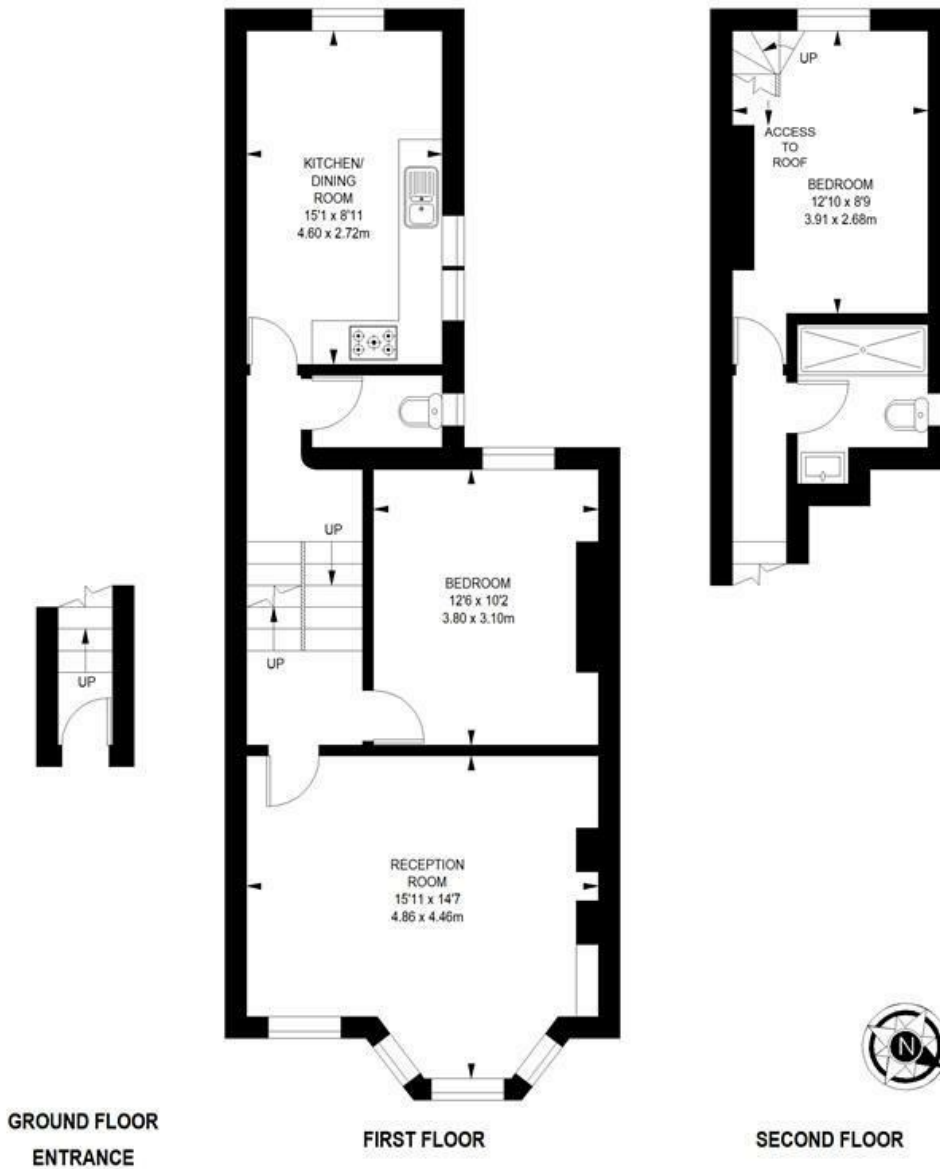 KITCHEN/
DINING
ROOM
15'1 x 8'11
4.60 x 2.72m
UP
ACCESS
TO
ROOF
BEDROOM
12'10 x 8'9
3.91 x 2.68m
UP
UP
BEDROOM
12'6 x 10'2
3.80 x 3.10m
UP
RECEPTION
ROOM
15'11 x 14'7
4.86 x 4.46m
N
GROUND FLOOR
ENTRANCE
FIRST FLOOR
SECOND FLOOR